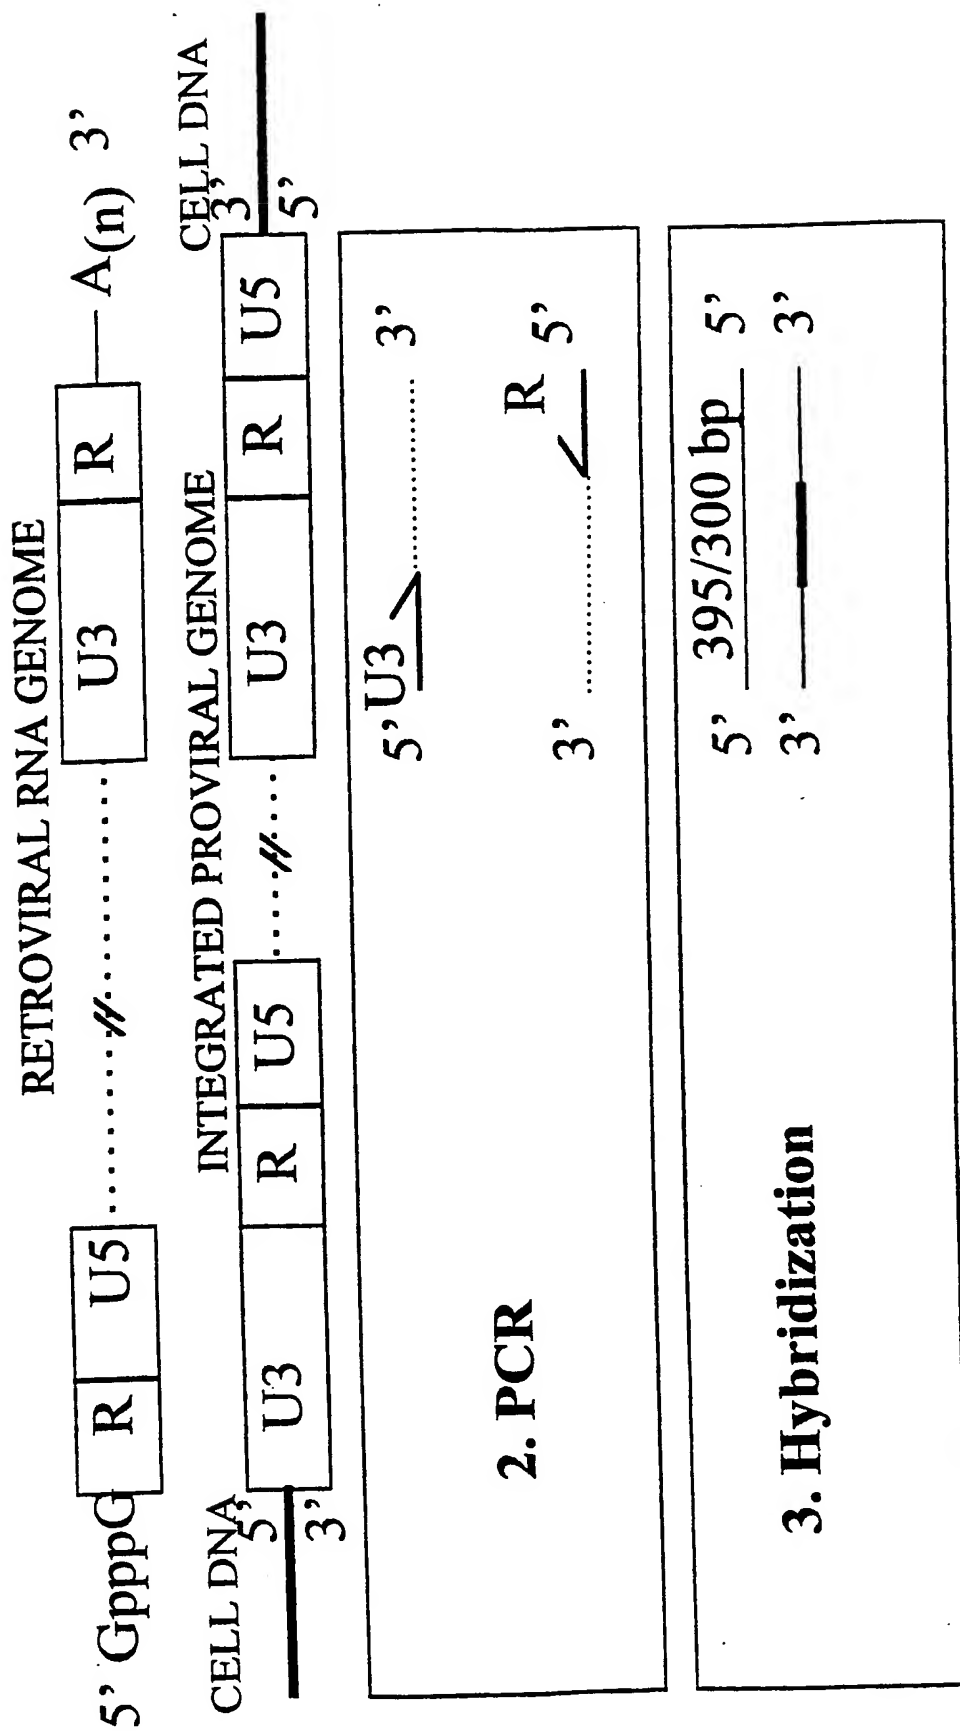 RETROVIRAL RNA GENOME
5' GpppG R U5 U3 R A(n) 3'
INTEGRATED PROVIRAL GENOME
CELL DNA CELL DNA
5' 3'
U3 R U5 U3 R U5
3' 5'
5' U3 3'
2. PCR
R
3' 5'
395/300 bp
5' 5'
3. Hybridization
3' 3'